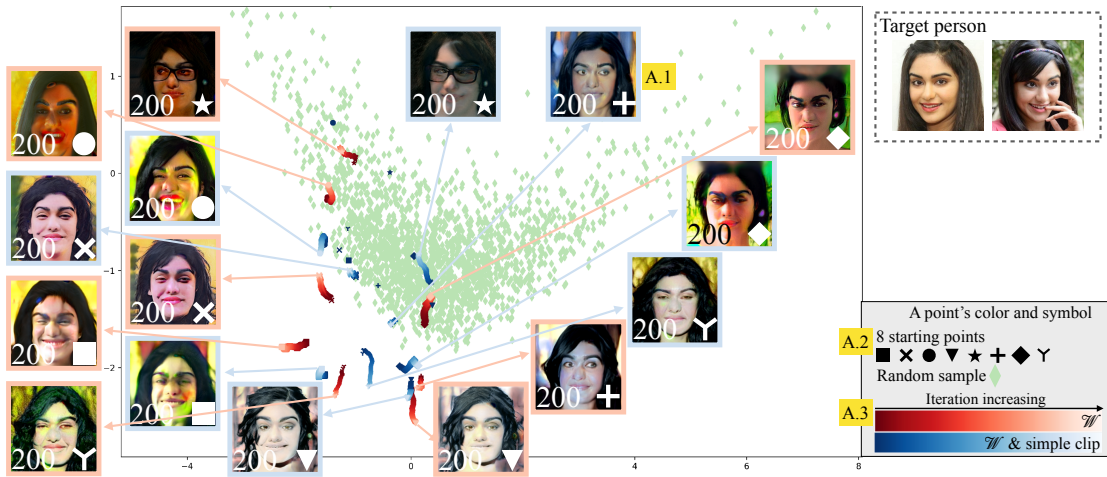 Target person
200
200
200
A.1
200
200
200
200
200
200
200
200
200
200
200
200
200
200
1
0
−1
−2
−4
−2
0
2
4
6
8
A point's color and symbol
A.2
8 starting points
Random sample
A.3
Iteration increasing
𝒲
𝒲 & simple clip